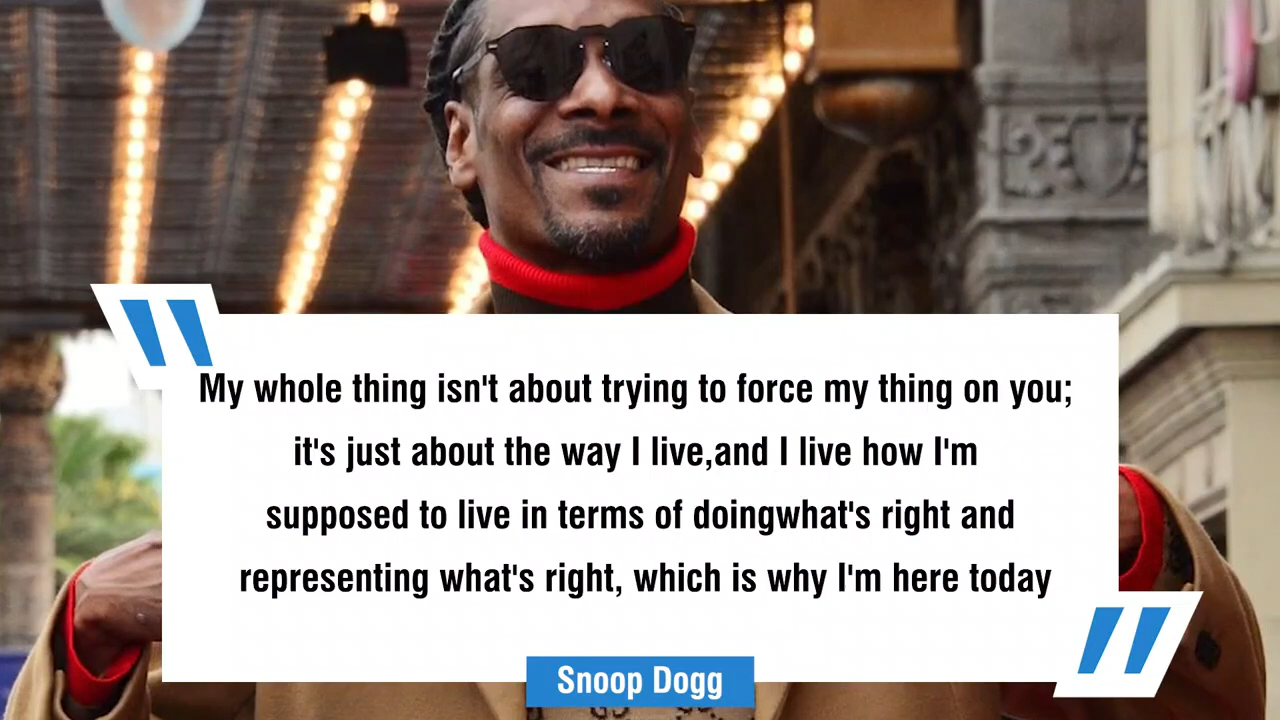 My whole thing isn't about trying to force my thing on you;
it's just about the way I live,and I live how I'm
supposed to live in terms of doingwhat's right and
representing what's right, which is why I'm here today
Snoop Dogg